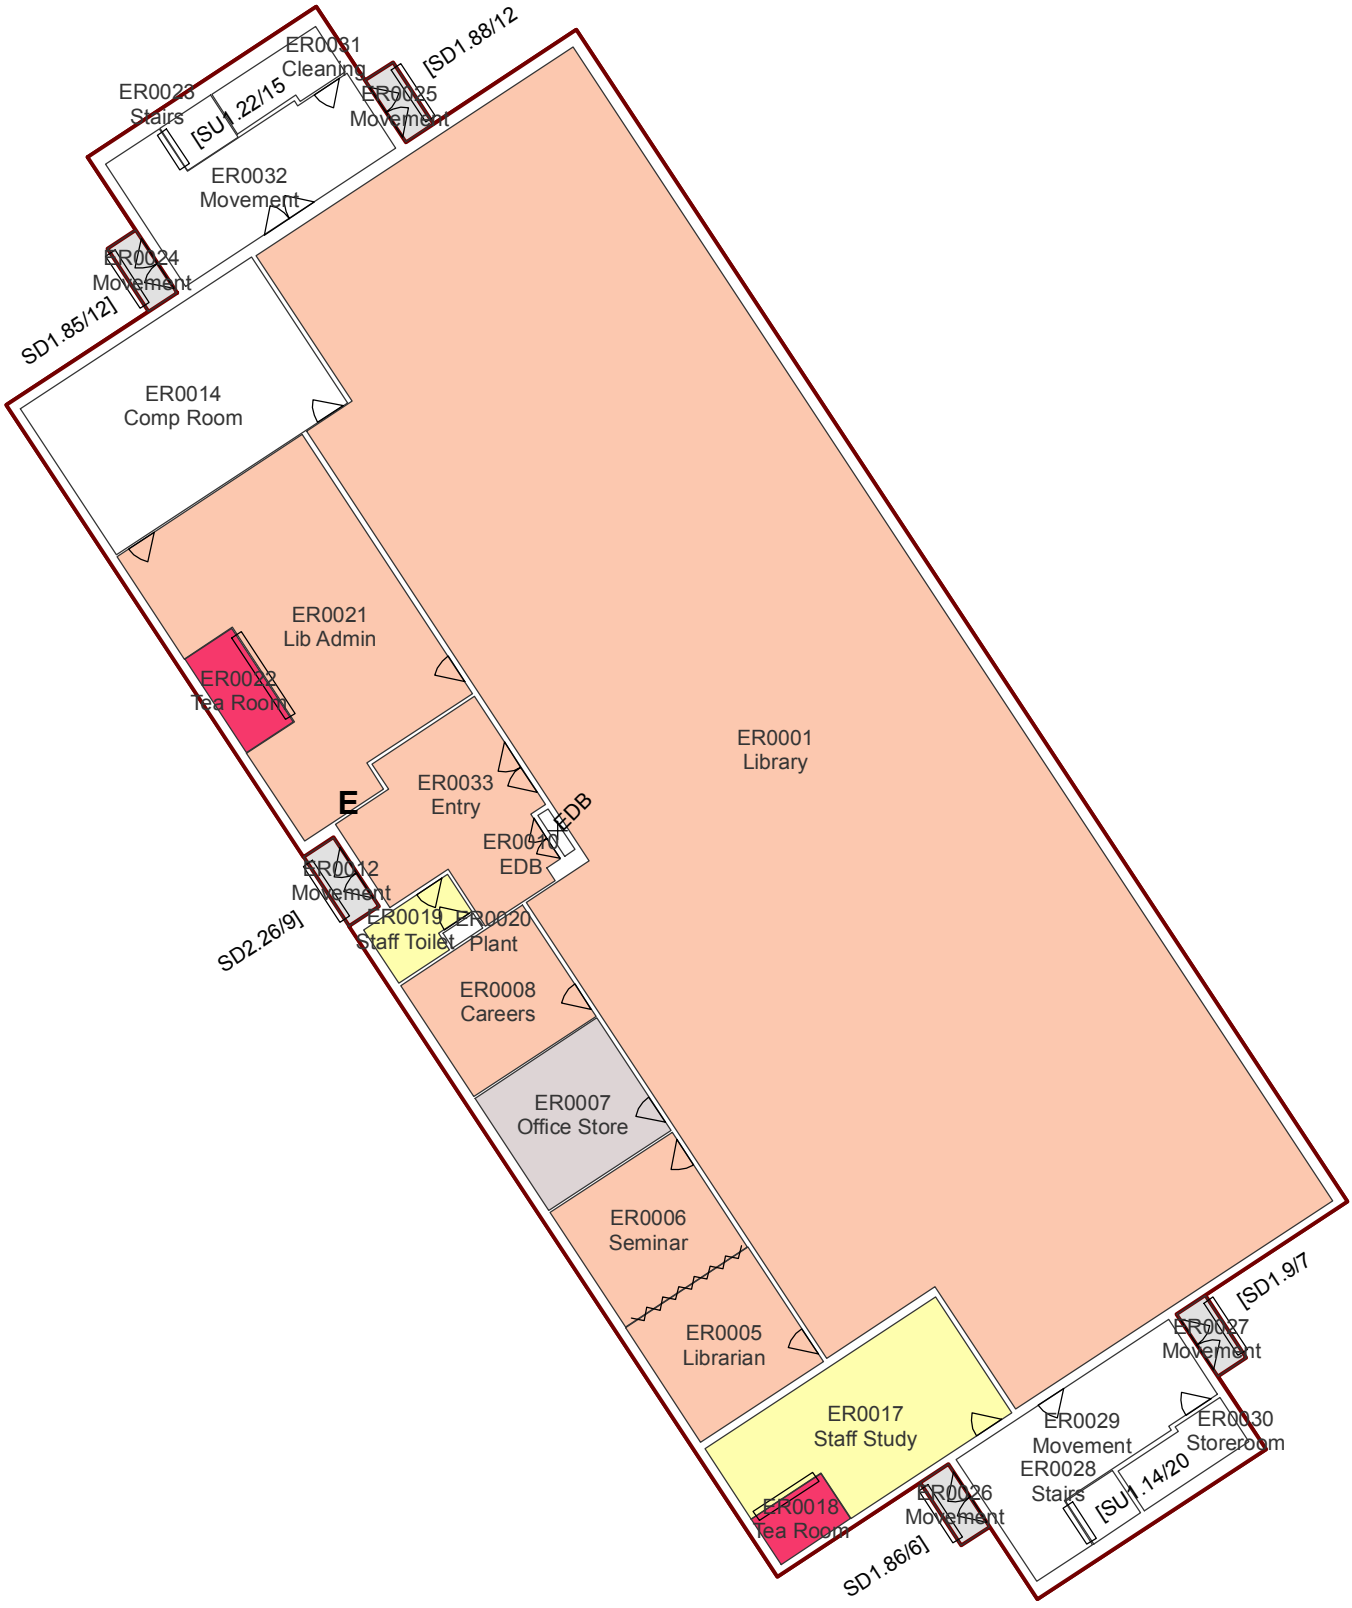 ER0031
Cleaning
[SD1.88/12
ER0023
Stairs
[SU1.22/15
ER0025
Movement
ER0032
Movement
ER0024
Movement
SD1.85/12]
ER0014
Comp Room
ER0021
Lib Admin
ER0022
Tea Room
ER0001
Library
ER0033
Entry
E
EDB
ER0010
EDB
ER0012
Movement
SD2.26/9]
ER0019
Staff Toilet
ER0020
Plant
ER0008
Careers
ER0007
Office Store
ER0006
Seminar
ER0005
Librarian
[SD1.9/7
ER0027
Movement
ER0017
Staff Study
ER0029
Movement
ER0030
Storeroom
ER0028
Stairs
[SU1.14/20
ER0018
Tea Room
ER0026
Movement
SD1.86/6]